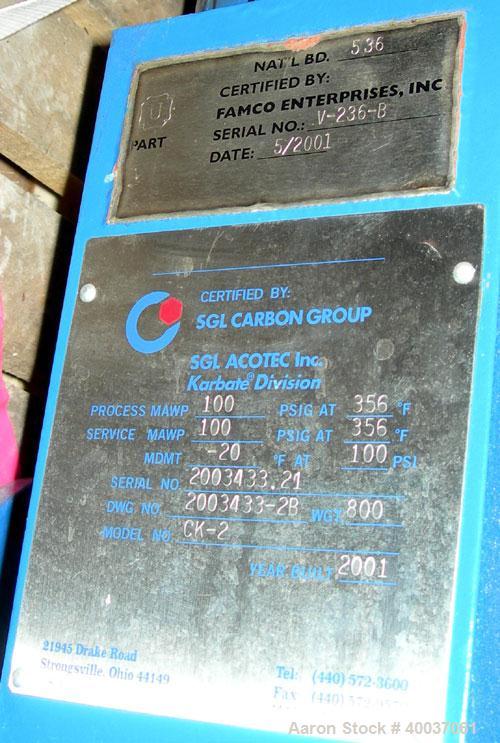 NAT'L BD. 536
CERTIFIED BY:
FAMCO ENTERPRISES, INC
U
PART
SERIAL NO.: V-236-B
DATE: 5/2001
CERTIFIED BY:
SGL CARBON GROUP
SGL ACOTEC Inc.
Karbate® Division
PROCESS MAWP 100 PSIG AT 356 °F
SERVICE MAWP 100 PSIG AT 356 °F
MDMT -20 °F AT 100 PSI
SERIAL NO. 2003433.21
DWG NO. 2003433-2B WGT 800
MODEL NO. CK-2
YEAR BUILT 2001
21945 Drake Road
Strongsville, Ohio 44149
Tel: (440) 572-3600
Fax (440) 572-
Aaron Stock # 40037061